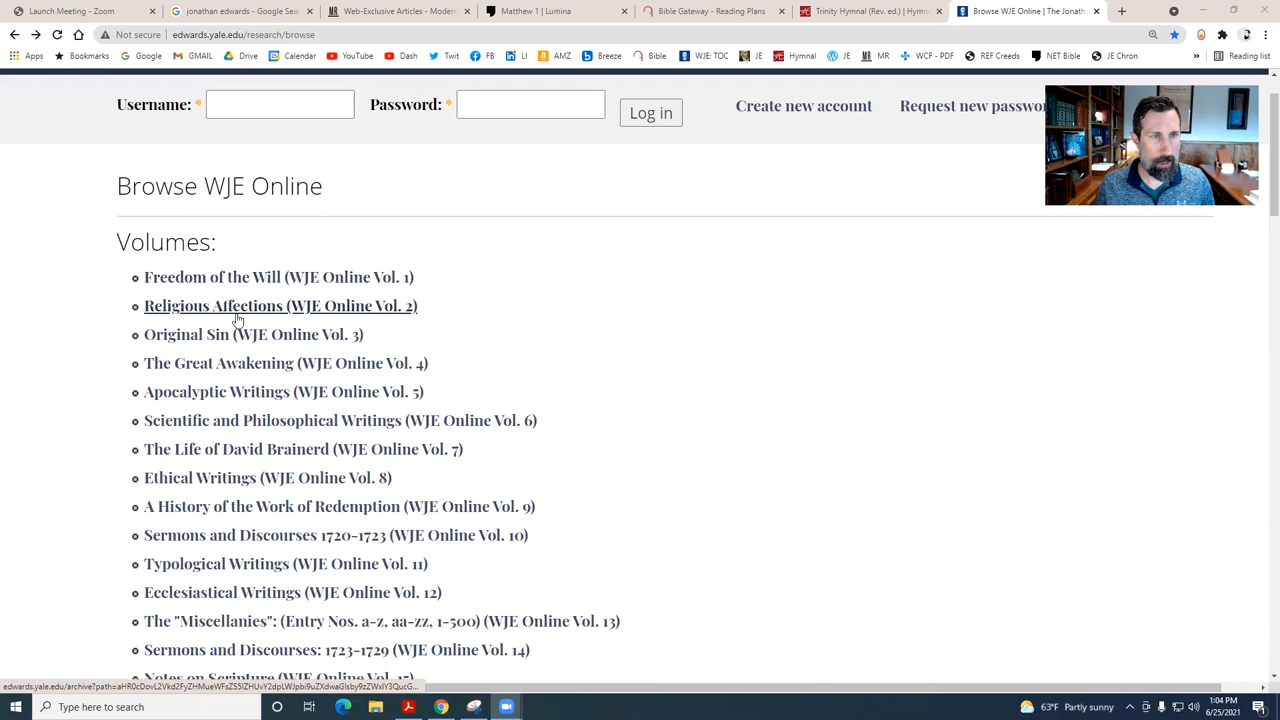 Launch Meeting - Zoom
jonathan edwards - Google Sea
Web-Exclusive Articles - Modern
Matthew 1 | Lumina
Bible Gateway - Reading Plans
Trinity Hymnal (Rev. ed.) | Hymn
Browse WJE Online | The Jonath
Not secure | edwards.yale.edu/research/browse
Apps Bookmarks Google GMAIL Drive Calendar YouTube Dash Twit FB LI AMZ Breeze Bible WJE: TOC JE Hymnal JE MR WCF - PDF REF Creeds NET Bible JE Chron » Reading list
Username: * Password: * Log in Create new account Request new passwor
Browse WJE Online
Volumes:
Freedom of the Will (WJE Online Vol. 1)
Religious Affections (WJE Online Vol. 2)
Original Sin (WJE Online Vol. 3)
The Great Awakening (WJE Online Vol. 4)
Apocalyptic Writings (WJE Online Vol. 5)
Scientific and Philosophical Writings (WJE Online Vol. 6)
The Life of David Brainerd (WJE Online Vol. 7)
Ethical Writings (WJE Online Vol. 8)
A History of the Work of Redemption (WJE Online Vol. 9)
Sermons and Discourses 1720-1723 (WJE Online Vol. 10)
Typological Writings (WJE Online Vol. 11)
Ecclesiastical Writings (WJE Online Vol. 12)
The "Miscellanies": (Entry Nos. a-z, aa-zz, 1-500) (WJE Online Vol. 13)
Sermons and Discourses: 1723-1729 (WJE Online Vol. 14)
Notes on Scripture (WJE Online Vol. 15)
Type here to search
63°F Partly sunny
1:04 PM
6/25/2021